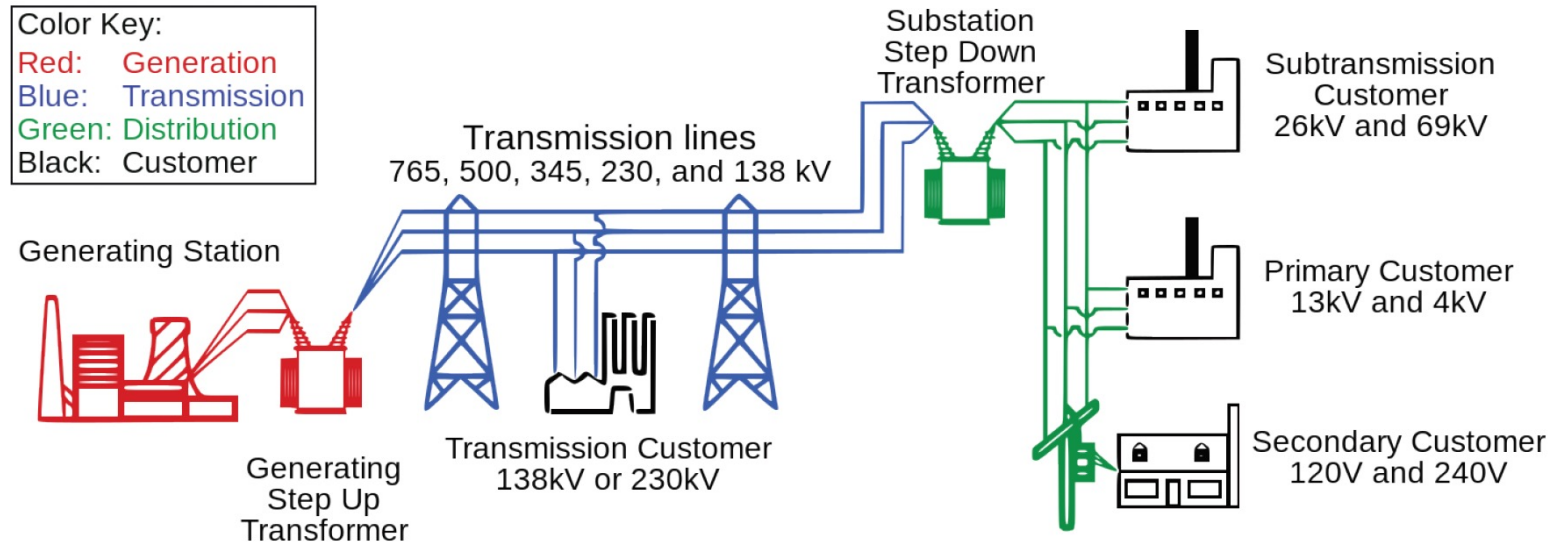 Color Key:
Red: Generation
Blue: Transmission
Green: Distribution
Black: Customer
Substation
Step Down
Transformer
Subtransmission
Customer
26kV and 69kV
Transmission lines
765, 500, 345, 230, and 138 kV
Generating Station
Primary Customer
13kV and 4kV
Transmission Customer
138kV or 230kV
Generating
Step Up
Transformer
Secondary Customer
120V and 240V